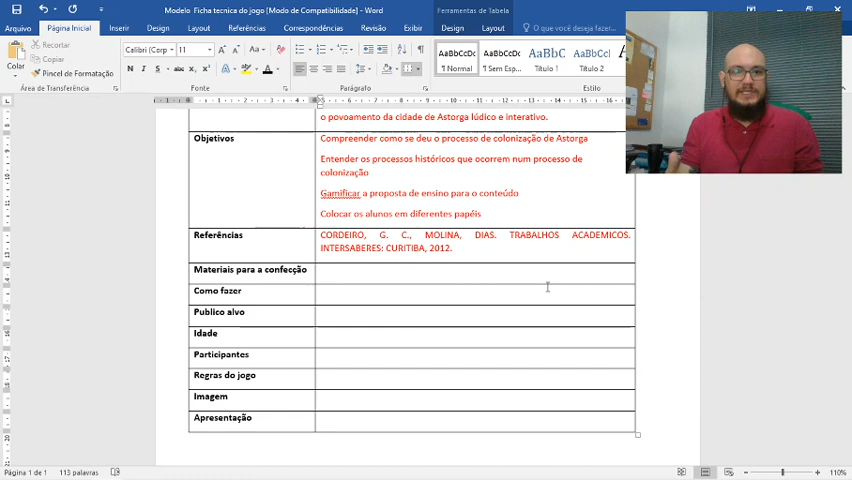 Modelo Ficha tecnica do jogo [Modo de Compatibilidade] - Word
Ferramentas de Tabela
Arquivo Página Inicial Inserir Layout Referências Correspondências Revisão Exibir Design Layout O que você deseja fazer...
Colar
Recortar
Copiar
Pincel de Formatação
Área de Transferência
Calibri (Corp 11
N I S abc
Fonte
Parágrafo
AaBbCcDc AaBbCcDc AaBbC AaBbCcl
¶ Normal ¶ Sem Esp... Título 1 Título 2
Estilo
o povoamento da cidade de Astorga lúdico e interativo.
Objetivos
Compreender como se deu o processo de colonização de Astorga
Entender os processos históricos que ocorrem num processo de
colonização
Gamificar a proposta de ensino para o conteúdo
Colocar os alunos em diferentes papéis
Referências
CORDEIRO, G. C., MOLINA, DIAS. TRABALHOS ACADEMICOS.
INTERSABERES: CURITIBA, 2012.
Materiais para a confecção
Como fazer
Publico alvo
Idade
Participantes
Regras do jogo
Imagem
Apresentação
Página 1 de 1 113 palavras 110%